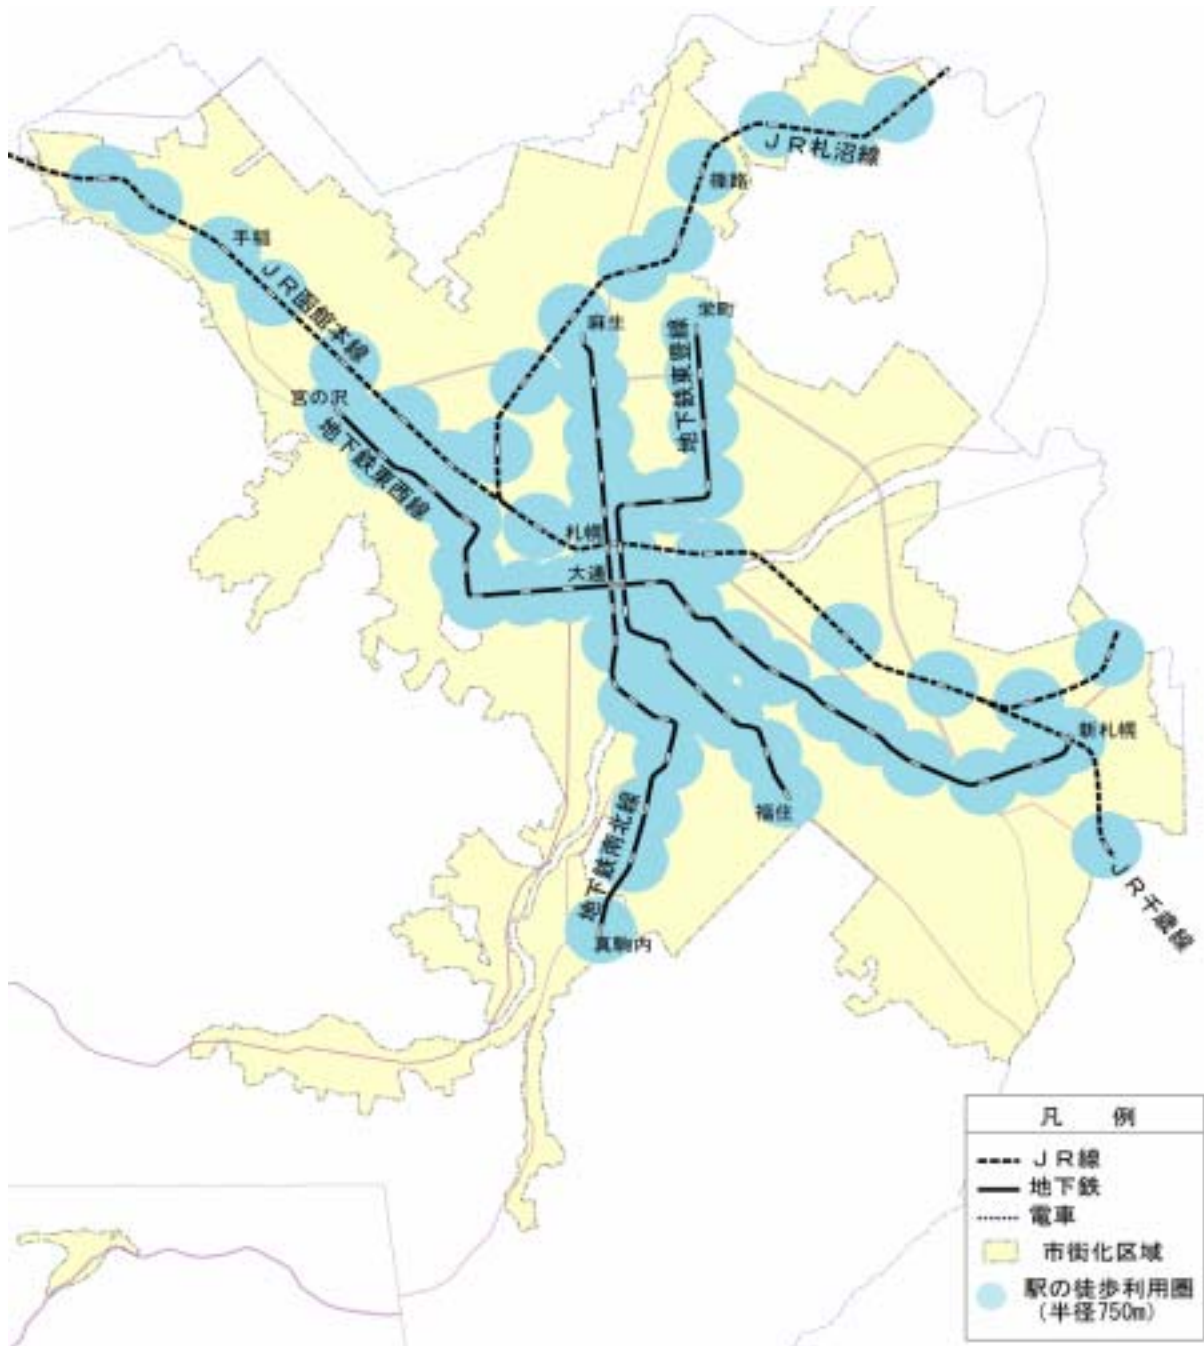 JR札沼線
篠路
手稲
JR函館本線
麻生
栄町
地下鉄東豊線
宮の沢
地下鉄東西線
札幌
大通
新札幌
福住
地下鉄南北線
真駒内
JR千歳線
凡 例
JR線
地下鉄
電車
市街化区域
駅の徒歩利用圏
(半径750m)